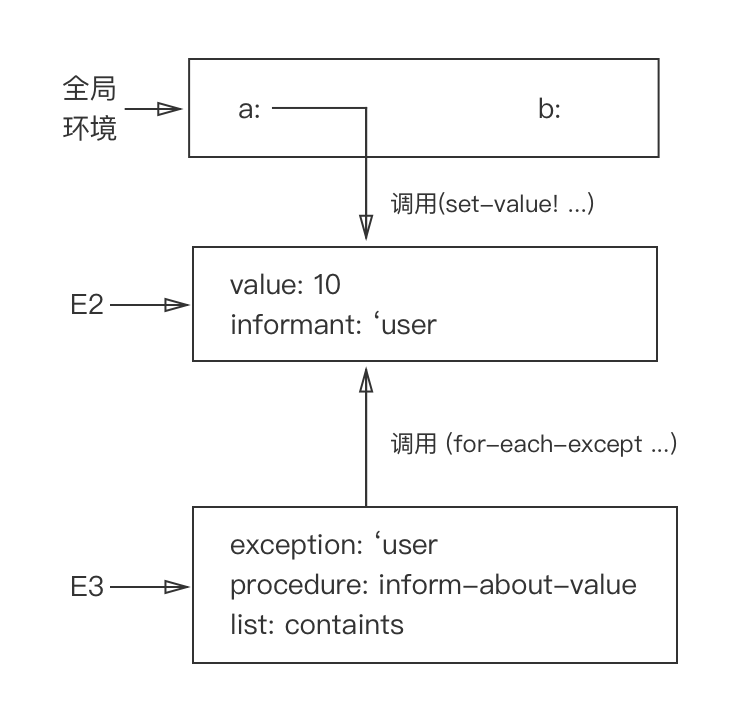 全局
环境
a:
b:
调用(set-value! ...)
E2
value: 10
informant: ‘user
调用 (for-each-except ...)
E3
exception: ‘user
procedure: inform-about-value
list: containts